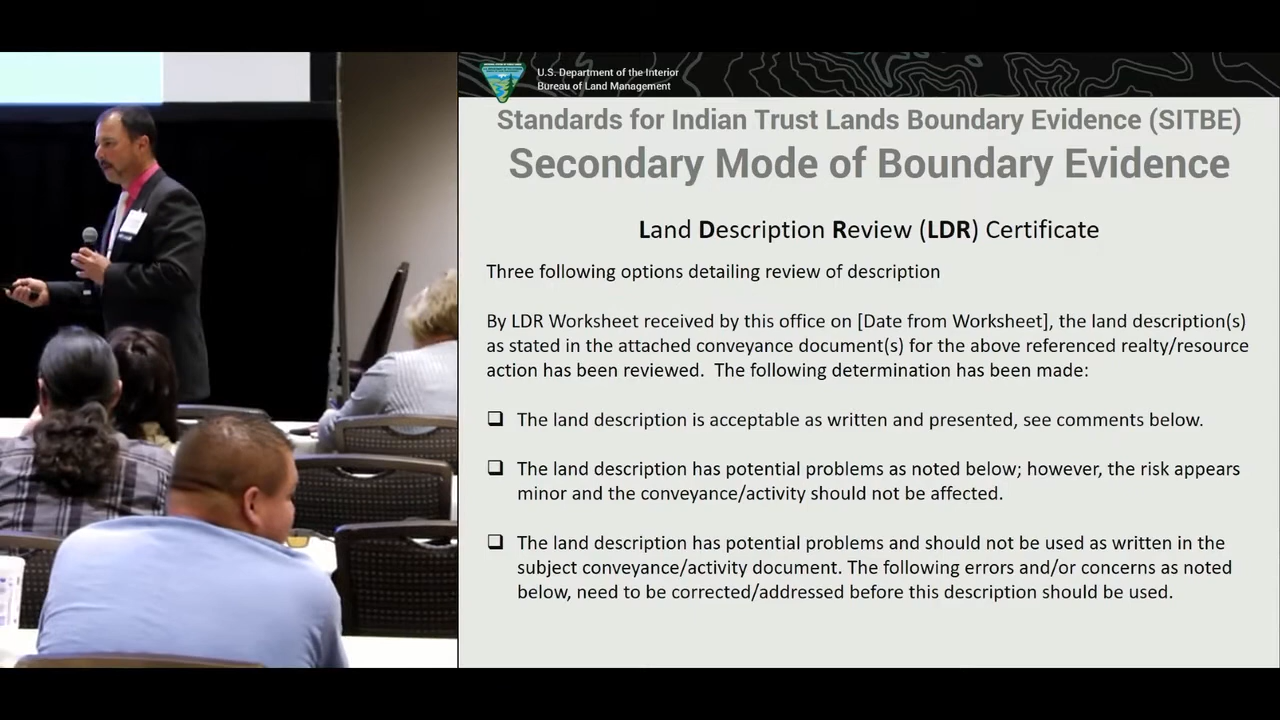 U.S. Department of the Interior
Bureau of Land Management
Standards for Indian Trust Lands Boundary Evidence (SITBE)
Secondary Mode of Boundary Evidence
Land Description Review (LDR) Certificate
Three following options detailing review of description
By LDR Worksheet received by this office on [Date from Worksheet], the land description(s)
as stated in the attached conveyance document(s) for the above referenced realty/resource
action has been reviewed.  The following determination has been made:
❑ The land description is acceptable as written and presented, see comments below.
❑ The land description has potential problems as noted below; however, the risk appears
minor and the conveyance/activity should not be affected.
❑ The land description has potential problems and should not be used as written in the
subject conveyance/activity document. The following errors and/or concerns as noted
below, need to be corrected/addressed before this description should be used.